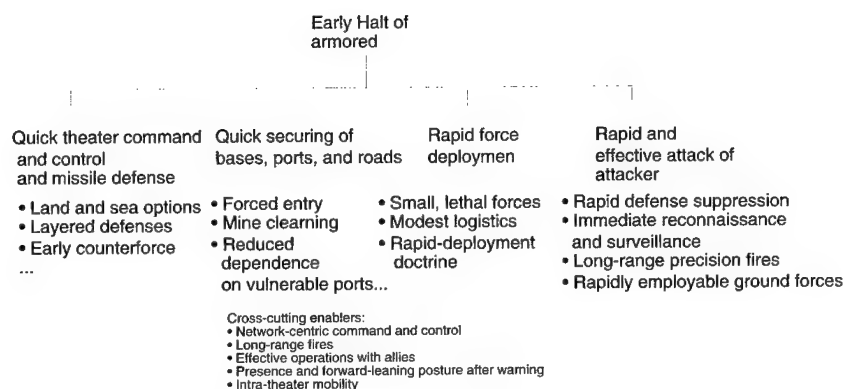 Early Halt of
armored
Quick theater command
and control
and missile defense
• Land and sea options
• Layered defenses
• Early counterforce
...
Quick securing of
bases, ports, and roads
• Forced entry
• Mine clearning
• Reduced
dependence
on vulnerable ports...
Rapid force
deploymen
• Small, lethal forces
• Modest logistics
• Rapid-deployment
doctrine
Rapid and
effective attack of
attacker
• Rapid defense suppression
• Immediate reconnaissance
and surveillance
• Long-range precision fires
• Rapidly employable ground forces
Cross-cutting enablers:
• Network-centric command and control
• Long-range fires
• Effective operations with allies
• Presence and forward-leaning posture after warning
• Intra-theater mobility